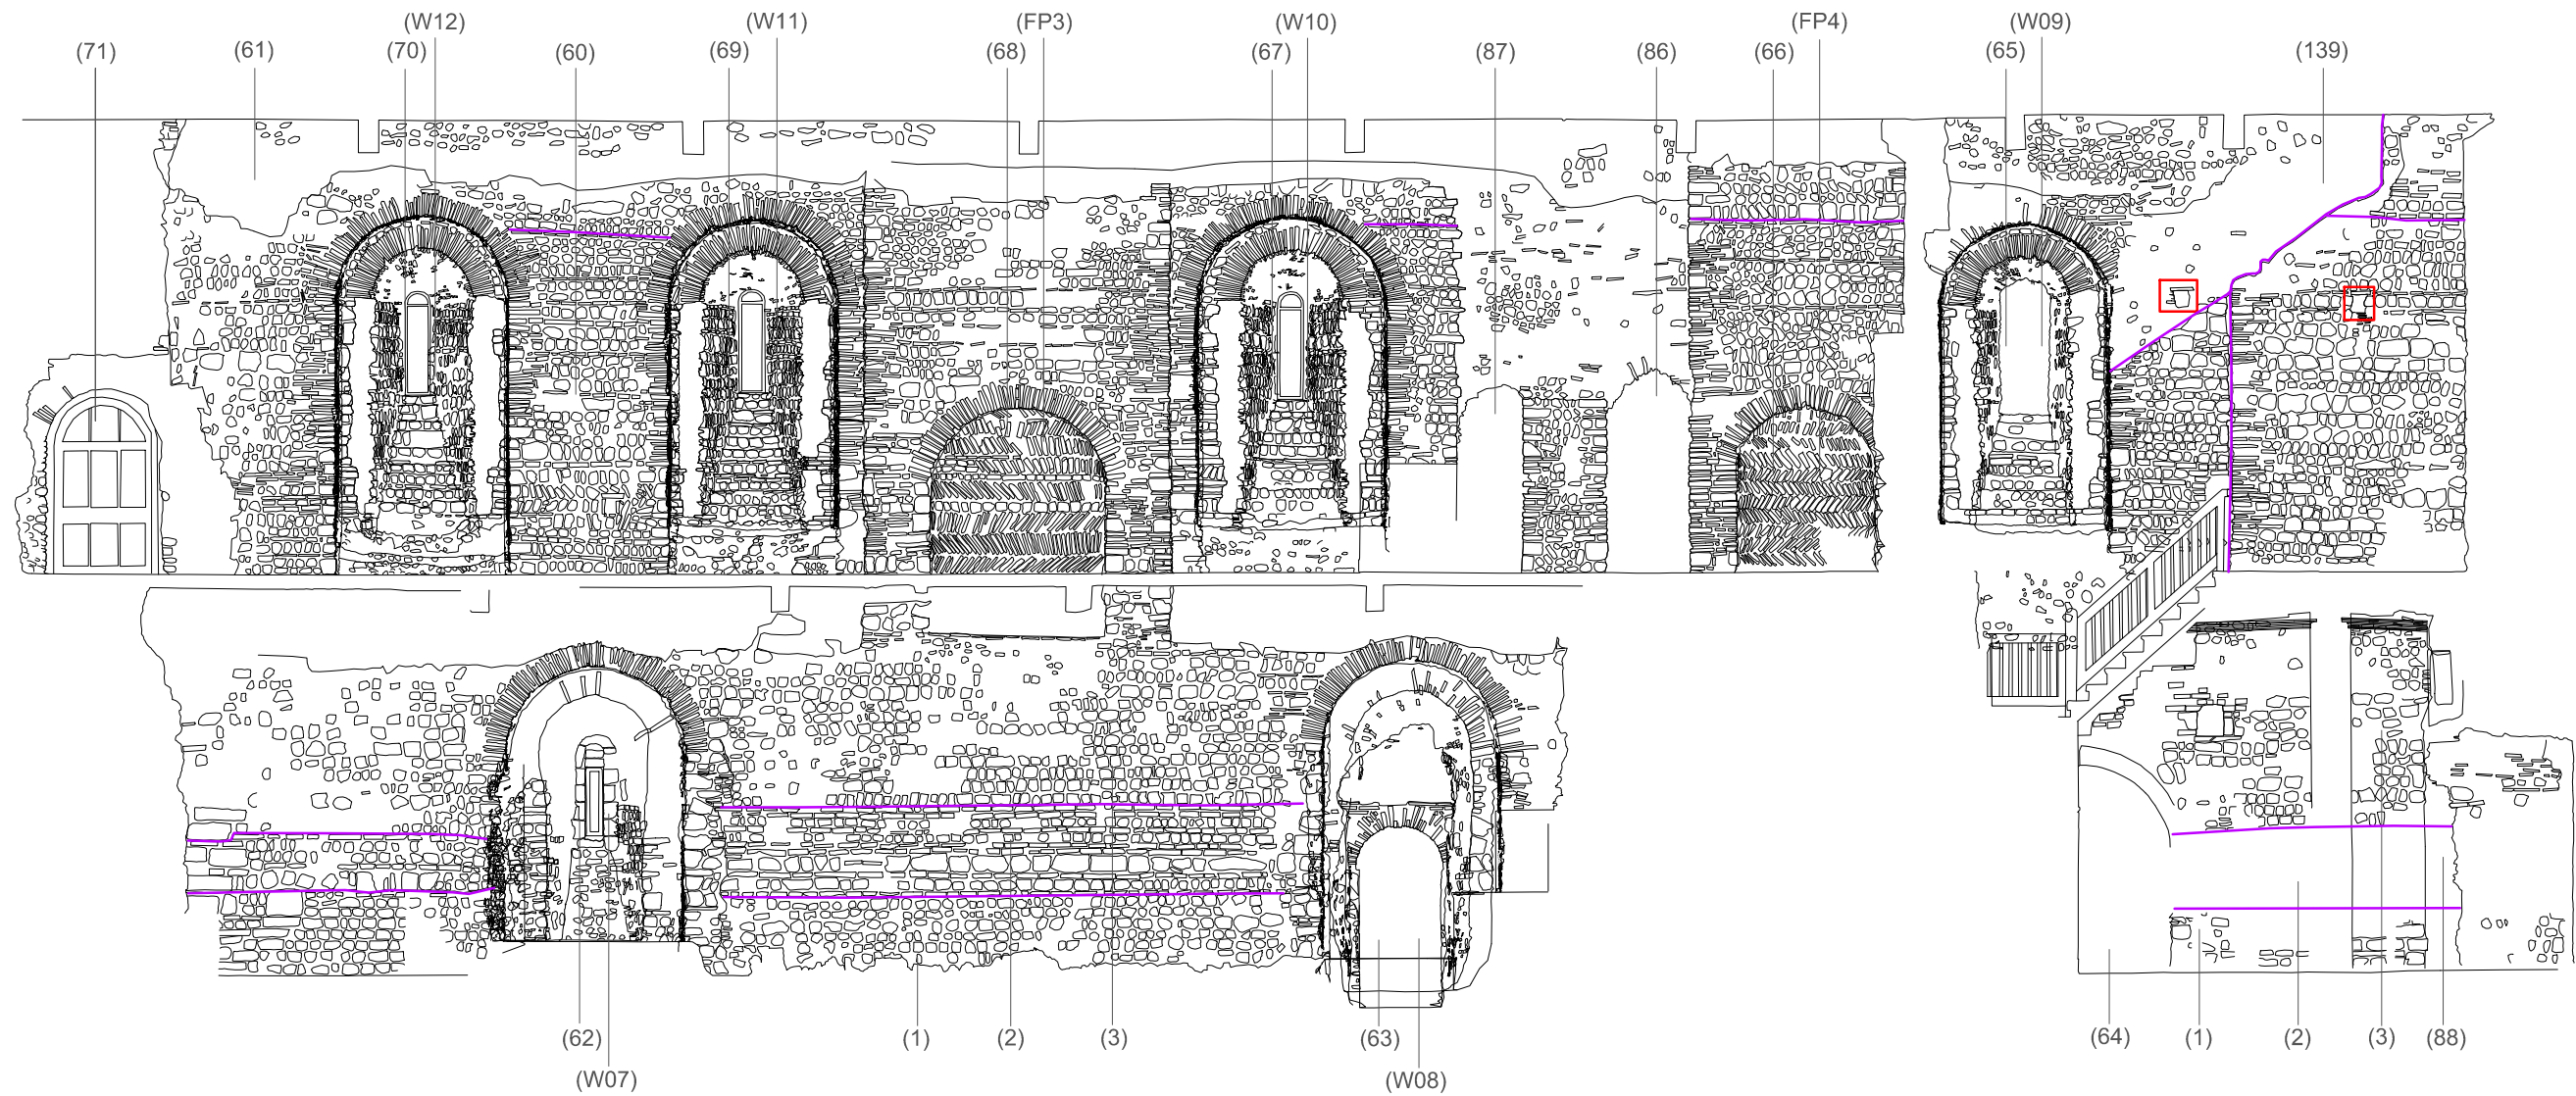 (W12) (W11) (FP3) (W10) (FP4) (W09)
(71) (61) (70) (60) (69) (68) (67) (87) (86) (66) (65) (139)
(62) (1) (2) (3) (63) (64) (1) (2) (3) (88)
(W07) (W08)